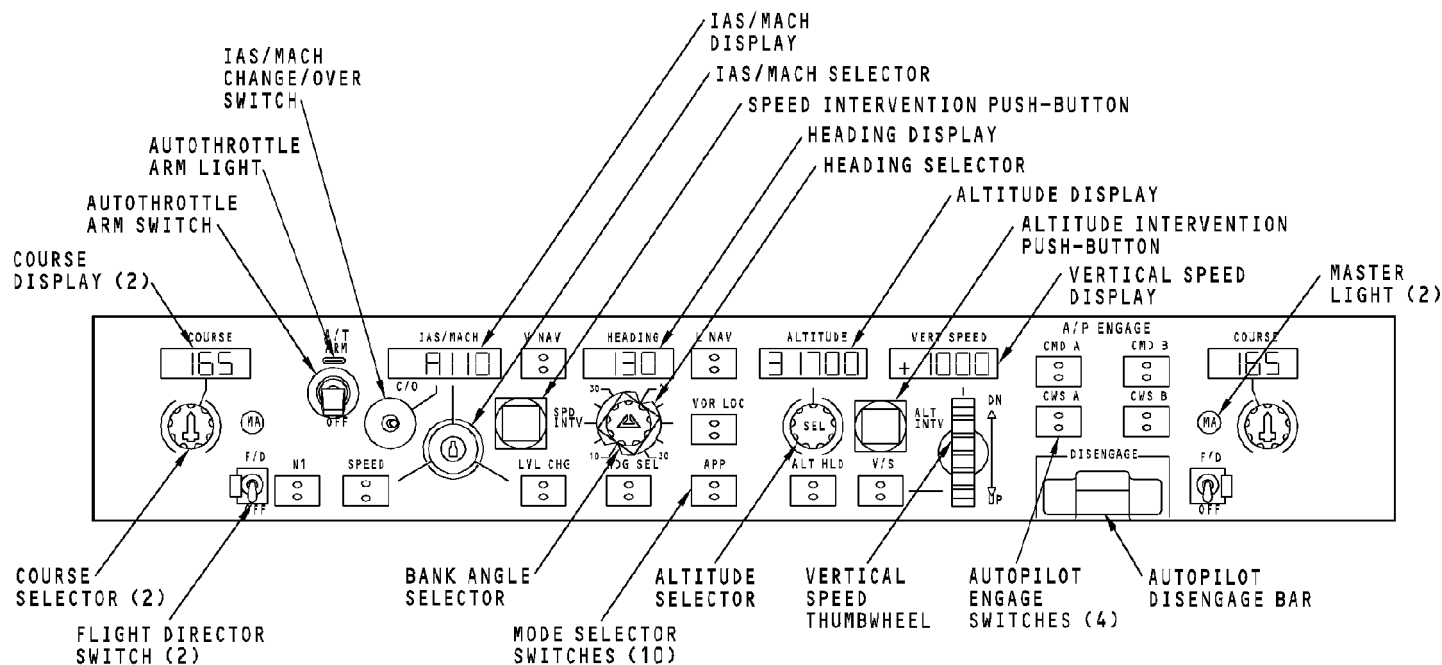 IAS/MACH
DISPLAY
IAS/MACH
CHANGE/OVER
SWITCH
IAS/MACH SELECTOR
SPEED INTERVENTION PUSH-BUTTON
HEADING DISPLAY
HEADING SELECTOR
AUTOTHROTTLE
ARM LIGHT
ALTITUDE DISPLAY
AUTOTHROTTLE
ARM SWITCH
ALTITUDE INTERVENTION
PUSH-BUTTON
COURSE
DISPLAY (2)
VERTICAL SPEED
DISPLAY
MASTER
LIGHT (2)
COURSE
A/T
ARM
IAS/MACH
V NAV
HEADING
L NAV
ALTITUDE
VERT SPEED
A/P ENGAGE
CMD A
CMD B
COURSE
165
A110
130
31700
+1000
165
C/O
OFF
MA
SPD
INTV
30
10
30
VOR LOC
SEL
ALT
INTV
DN
UP
CWS A
CWS B
MA
F/D
OFF
N1
SPEED
LVL CHG
HDG SEL
APP
ALT HLD
V/S
DISENGAGE
F/D
OFF
COURSE
SELECTOR (2)
FLIGHT DIRECTOR
SWITCH (2)
BANK ANGLE
SELECTOR
MODE SELECTOR
SWITCHES (10)
ALTITUDE
SELECTOR
VERTICAL
SPEED
THUMBWHEEL
AUTOPILOT
ENGAGE
SWITCHES (4)
AUTOPILOT
DISENGAGE BAR